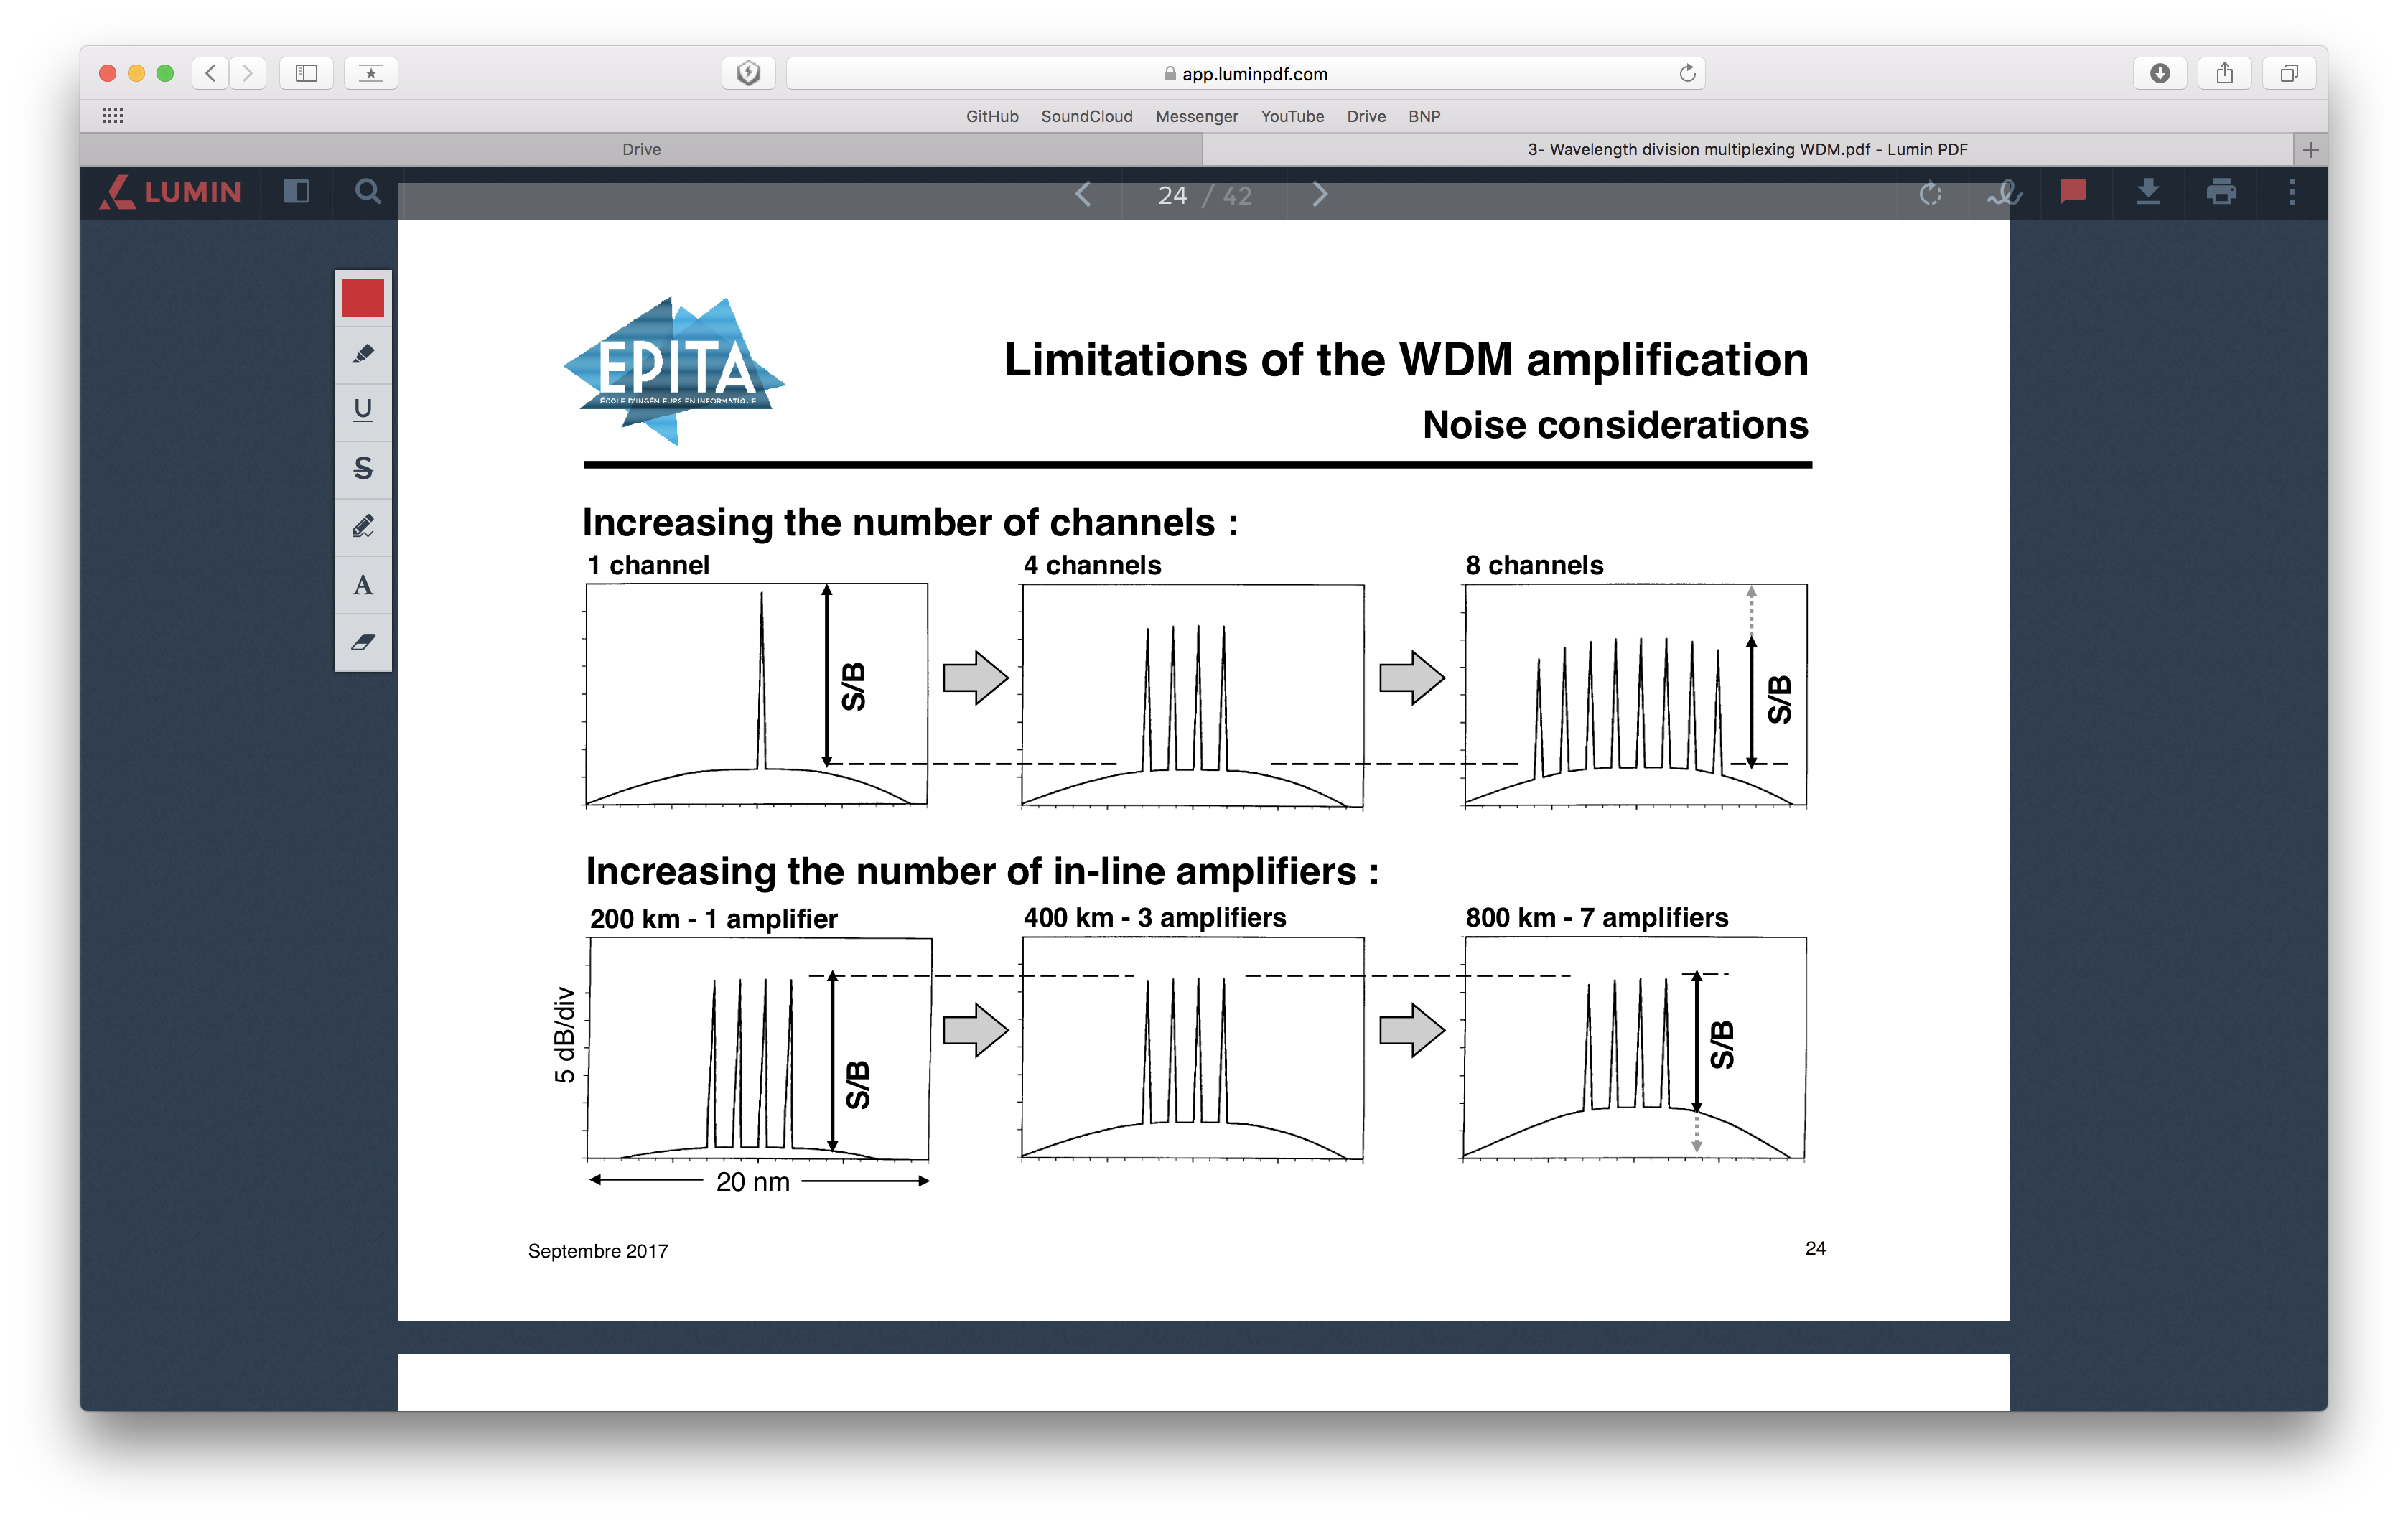 app.luminpdf.com
GitHub SoundCloud Messenger YouTube Drive BNP
Drive
3- Wavelength division multiplexing WDM.pdf - Lumin PDF
LUMIN
24 / 42
U
S
A
EPITA
ÉCOLE D'INGÉNIEURS EN INFORMATIQUE
Limitations of the WDM amplification
Noise considerations
Increasing the number of channels :
1 channel
4 channels
8 channels
S/B
S/B
Increasing the number of in-line amplifiers :
200 km - 1 amplifier
400 km - 3 amplifiers
800 km - 7 amplifiers
5 dB/div
S/B
S/B
20 nm
Septembre 2017
24